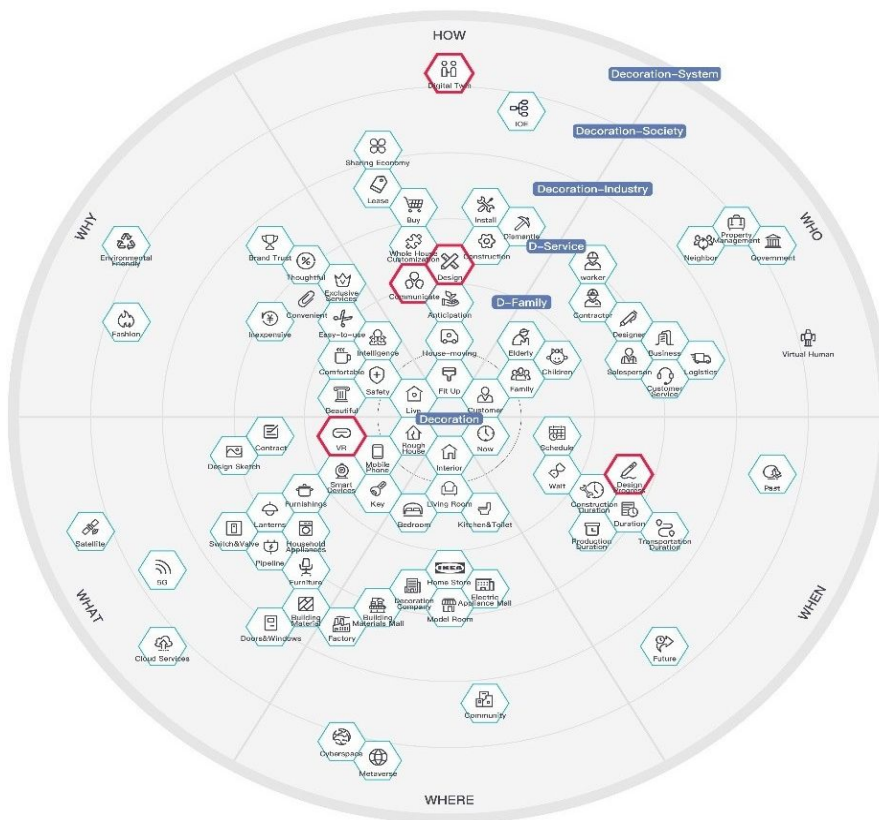 HOW
Digital Twin
Decoration-System
IOE
Decoration-Society
Sharing Economy
Lease
Decoration-Industry
Buy
Install
Dismantle
WHY
WHO
Environmental
Friendly
Brand Trust
Thoughtful
Exclusive
Services
Whole House
Customization
Design
Construction
D-Service
worker
Neighbor
Property
Management
Government
Communicate
Convenient
Anticipation
D-Family
Contractor
Fashion
Inexpensive
Easy-to-use
Intelligence
House-moving
Elderly
Children
Designer
Business
Virtual Human
Comfortable
Safety
Fit Up
Family
Salesperson
Logistics
Customer
Service
Beautiful
Live
Customer
Decoration
VR
Rough
House
Now
Contract
Design Sketch
Mobile
Phone
Interior
Schedule
Smart
Devices
Key
Living Room
Wait
Design
Progress
Past
Furnishings
Bedroom
Kitchen&Toilet
Construction
Duration
Duration
Satellite
Switch&Valve
Lanterns
Household
Appliances
Pipeline
Production
Duration
Transportation
Duration
5G
Furniture
IKEA
Home Store
Electric
Appliance Mall
WHAT
WHEN
Doors&Windows
Building
Material
Factory
Building
Materials Mall
Decoration
Company
Model Room
Cloud Services
Future
Community
Cyberspace
Metaverse
WHERE